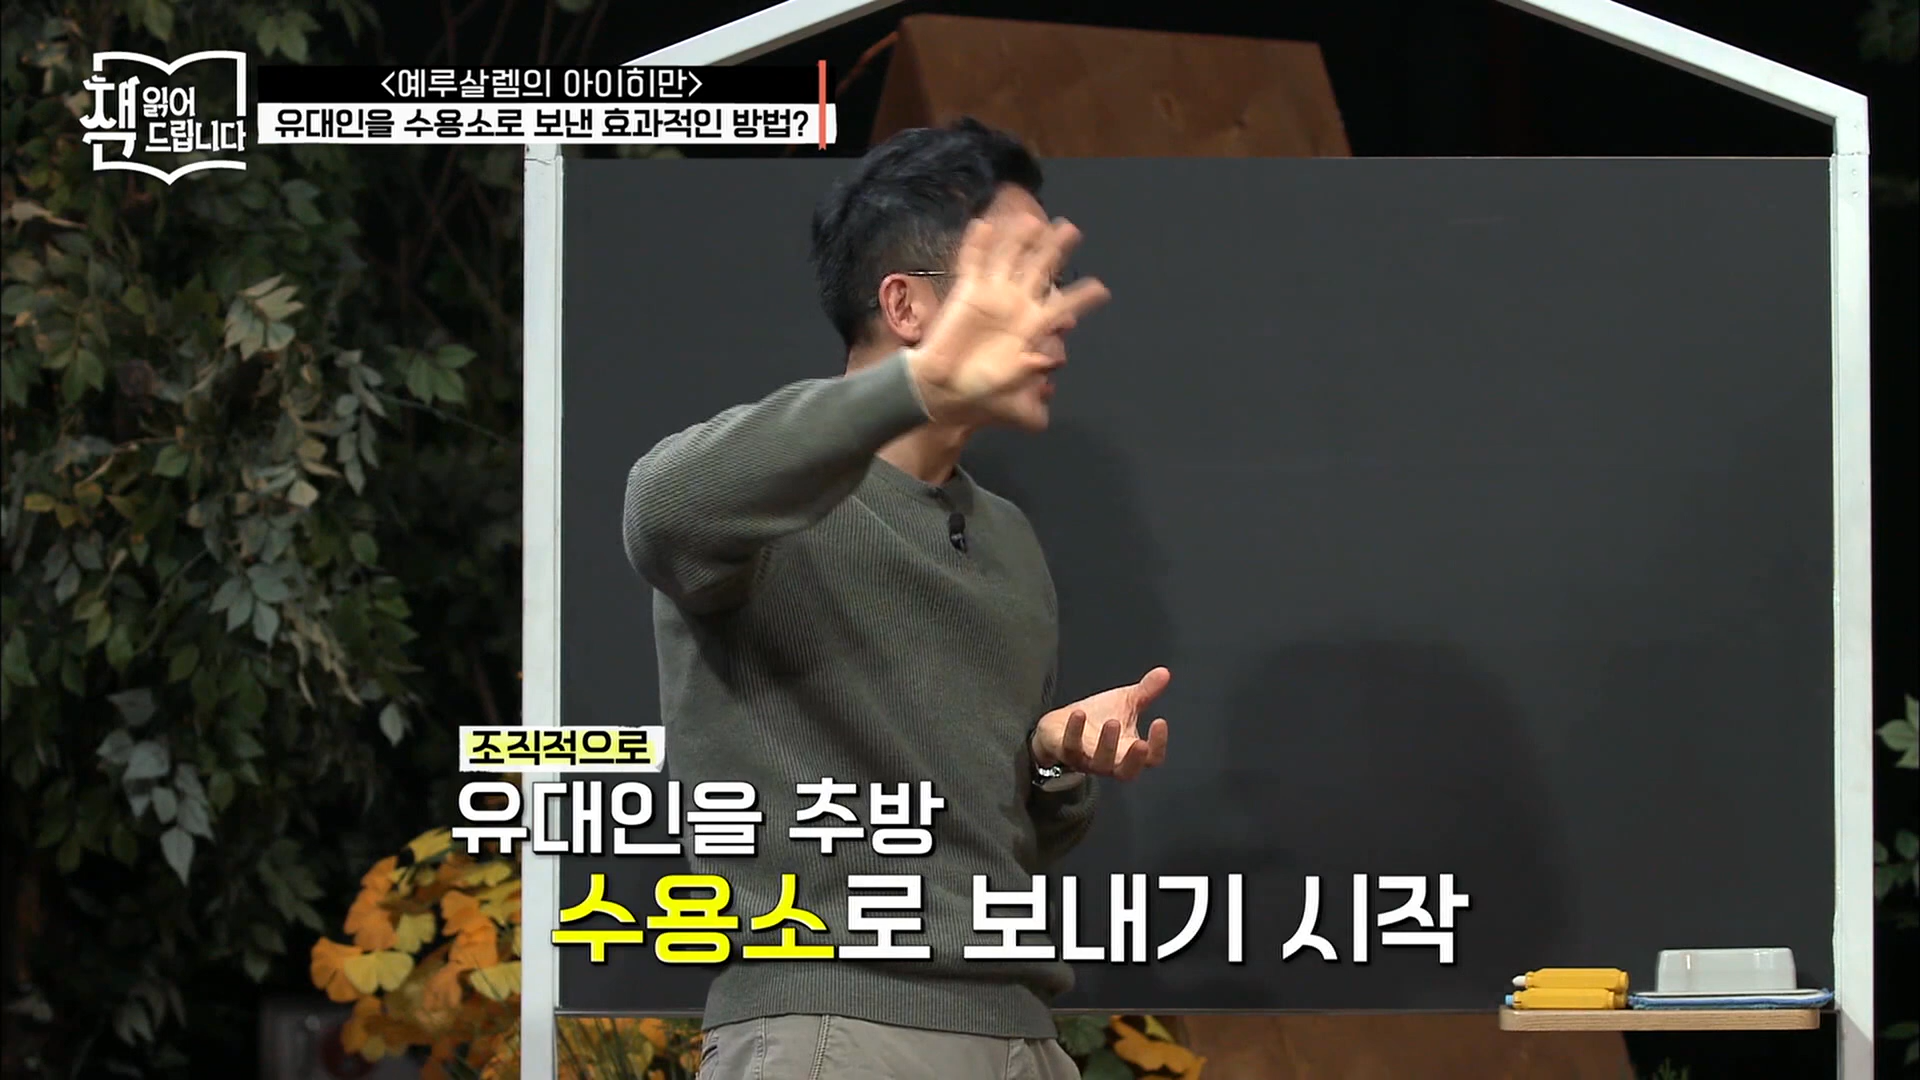 책 읽어
드립니다
<예루살렘의 아이히만>
유대인을 수용소로 보낸 효과적인 방법?
조직적으로
유대인을 추방
수용소로 보내기 시작